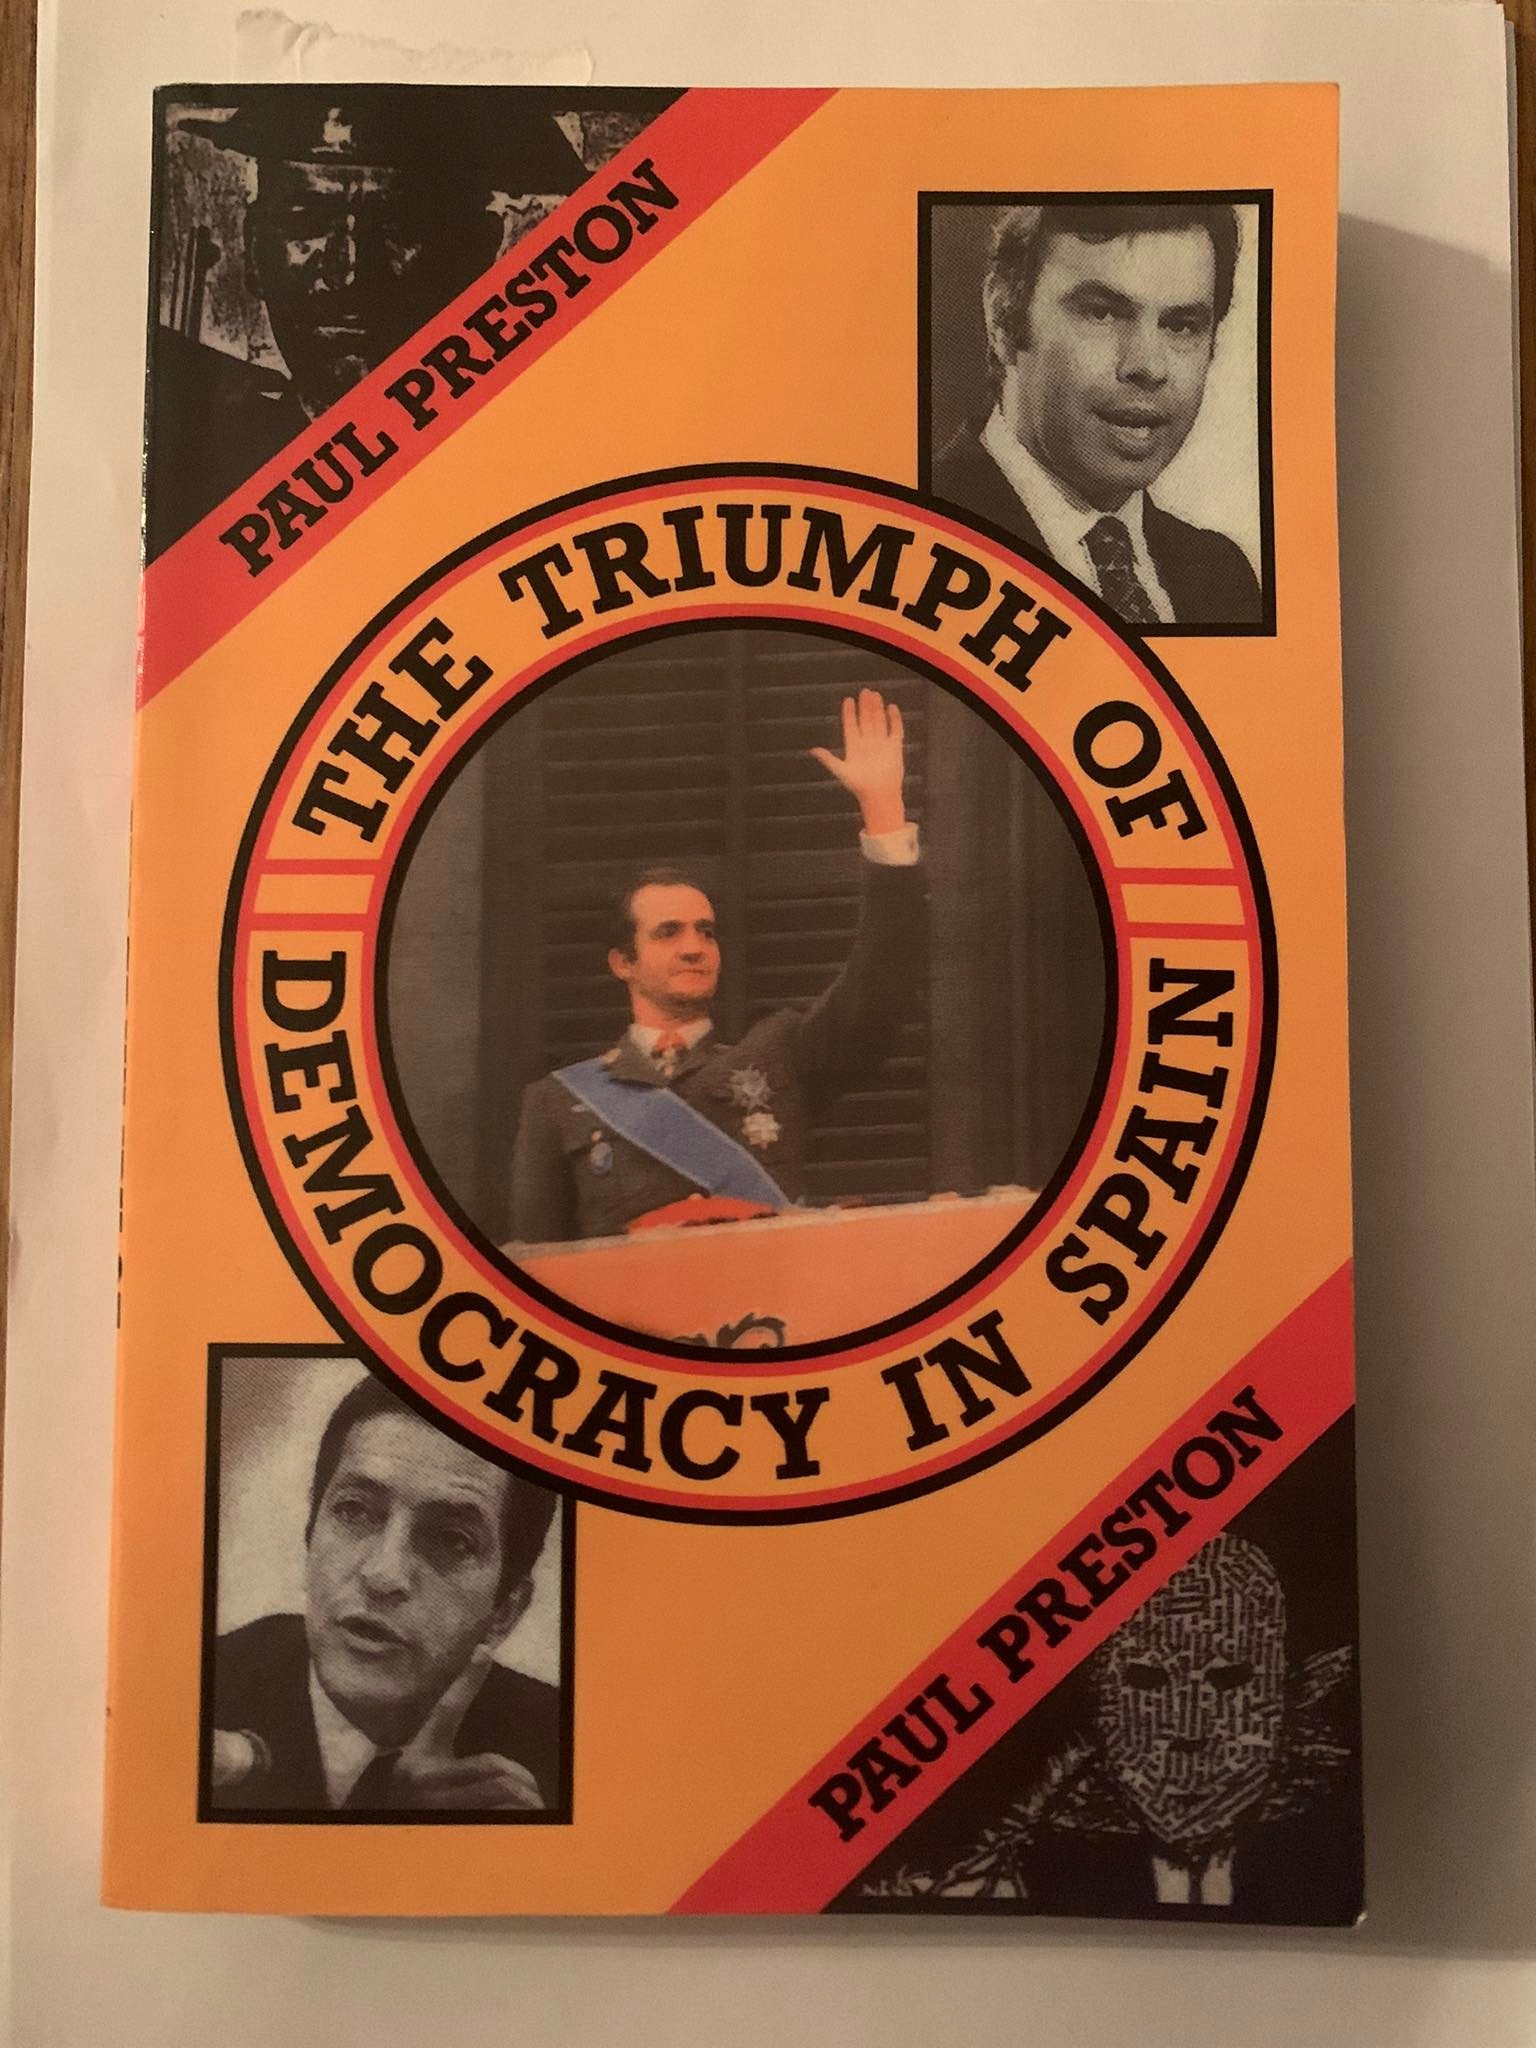 PAUL PRESTON
THE TRIUMPH OF
DEMOCRACY IN SPAIN
PAUL PRESTON